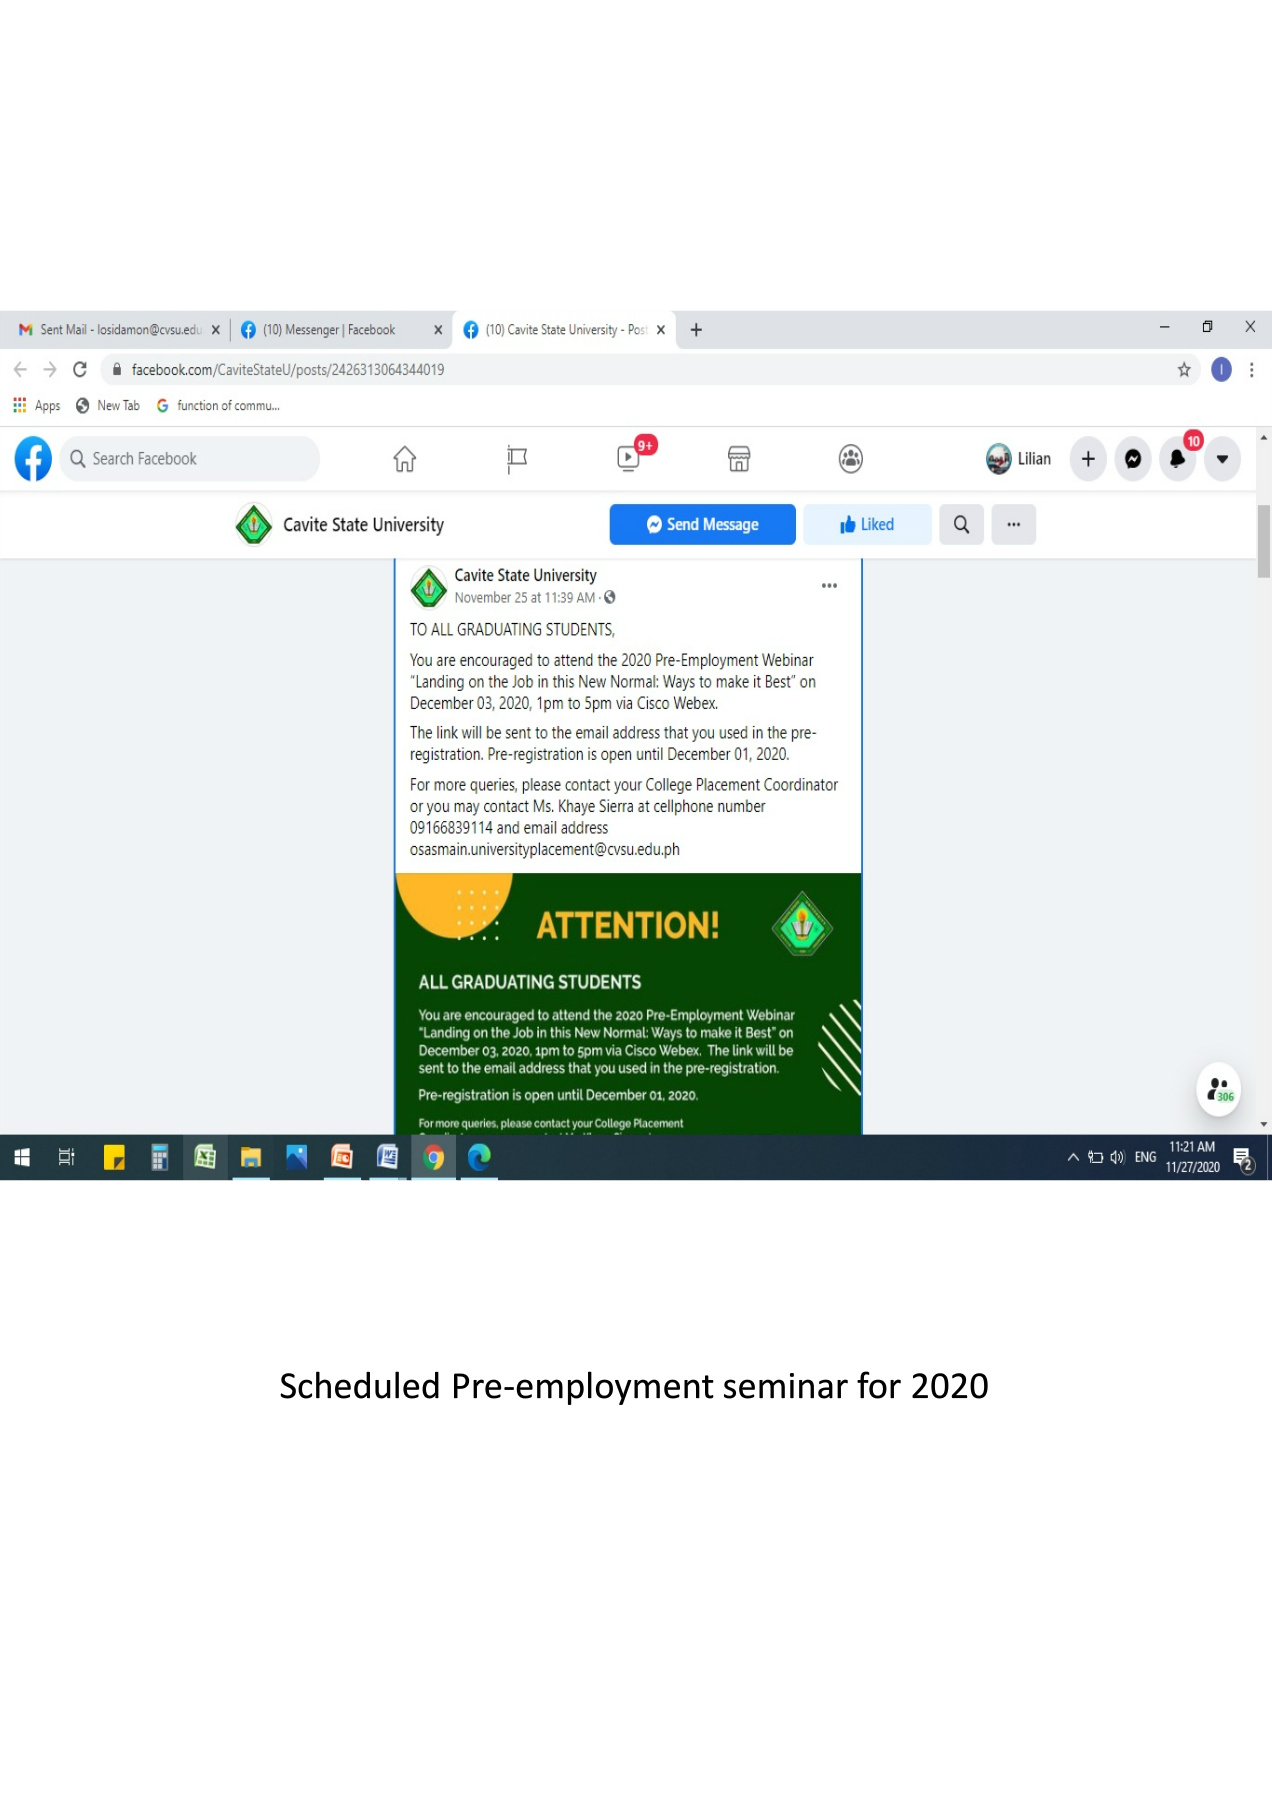 Sent Mail - losidamon@cvsu.edu
(10) Messenger | Facebook
(10) Cavite State University - Post
facebook.com/CaviteStateU/posts/2426313064344019
Apps
New Tab
function of commu...
Search Facebook
9+
Lilian
10
Cavite State University
Send Message
Liked
Cavite State University
November 25 at 11:39 AM ·
TO ALL GRADUATING STUDENTS,
You are encouraged to attend the 2020 Pre-Employment Webinar
“Landing on the Job in this New Normal: Ways to make it Best” on
December 03, 2020, 1pm to 5pm via Cisco Webex.
The link will be sent to the email address that you used in the pre-
registration. Pre-registration is open until December 01, 2020.
For more queries, please contact your College Placement Coordinator
or you may contact Ms. Khaye Sierra at cellphone number
09166839114 and email address
osasmain.universityplacement@cvsu.edu.ph
ATTENTION!
ALL GRADUATING STUDENTS
You are encouraged to attend the 2020 Pre-Employment Webinar
"Landing on the Job in this New Normal: Ways to make it Best" on
December 03, 2020, 1pm to 5pm via Cisco Webex. The link will be
sent to the email address that you used in the pre-registration.
Pre-registration is open until December 01, 2020.
For more queries, please contact your College Placement
306
ENG
11:21 AM
11/27/2020
2
Scheduled Pre-employment seminar for 2020